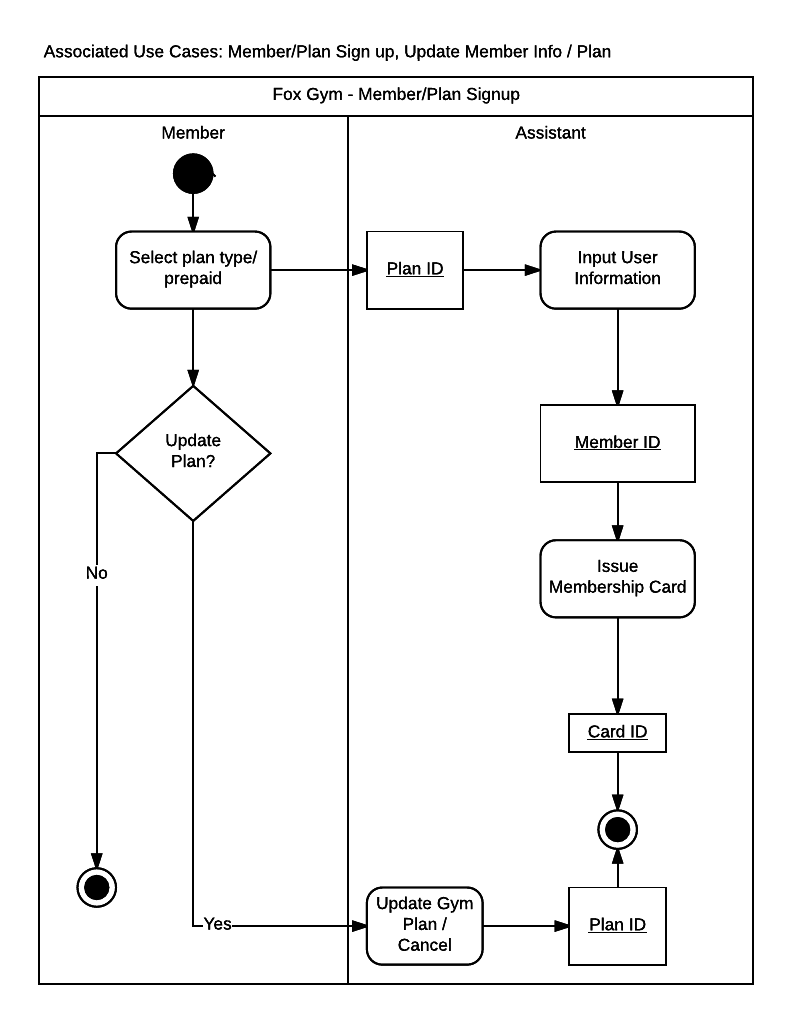 Associated Use Cases: Member/Plan Sign up, Update Member Info / Plan
Fox Gym - Member/Plan Signup
Member
Assistant
Select plan type/
prepaid
Plan ID
Input User
Information
Update
Plan?
Member ID
No
Issue
Membership Card
Card ID
Yes
Update Gym
Plan /
Cancel
Plan ID